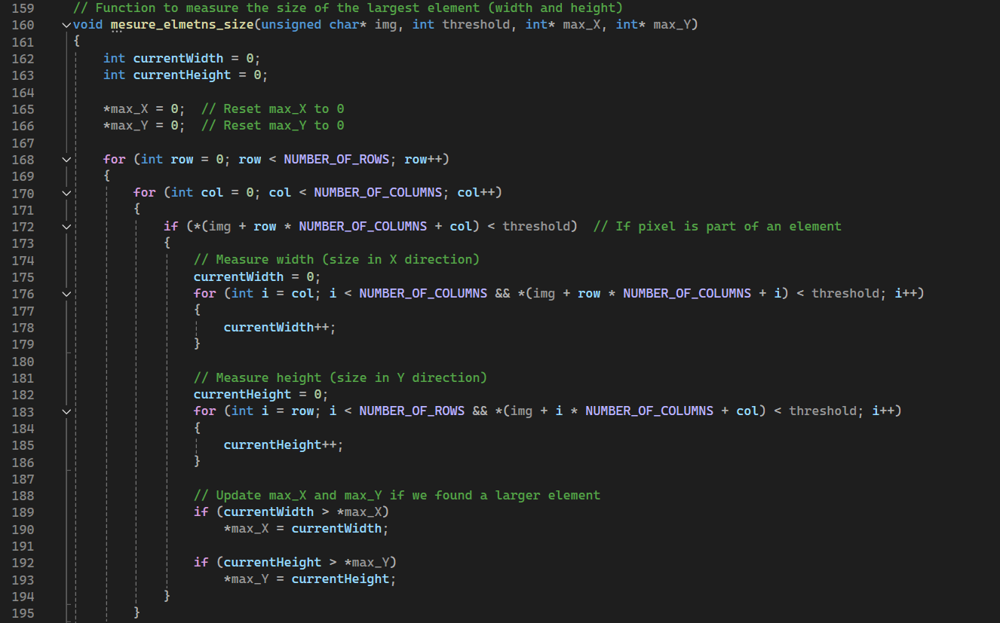 159 // Function to measure the size of the largest element (width and height)
160 void mesure_elmetns_size(unsigned char* img, int threshold, int* max_X, int* max_Y)
161 {
162 int currentWidth = 0;
163 int currentHeight = 0;
164
165 *max_X = 0;  // Reset max_X to 0
166 *max_Y = 0;  // Reset max_Y to 0
167
168 for (int row = 0; row < NUMBER_OF_ROWS; row++)
169 {
170 for (int col = 0; col < NUMBER_OF_COLUMNS; col++)
171 {
172 if (*(img + row * NUMBER_OF_COLUMNS + col) < threshold)  // If pixel is part of an element
173 {
174 // Measure width (size in X direction)
175 currentWidth = 0;
176 for (int i = col; i < NUMBER_OF_COLUMNS && *(img + row * NUMBER_OF_COLUMNS + i) < threshold; i++)
177 {
178 currentWidth++;
179 }
180
181 // Measure height (size in Y direction)
182 currentHeight = 0;
183 for (int i = row; i < NUMBER_OF_ROWS && *(img + i * NUMBER_OF_COLUMNS + col) < threshold; i++)
184 {
185 currentHeight++;
186 }
187
188 // Update max_X and max_Y if we found a larger element
189 if (currentWidth > *max_X)
190 *max_X = currentWidth;
191
192 if (currentHeight > *max_Y)
193 *max_Y = currentHeight;
194 }
195 }